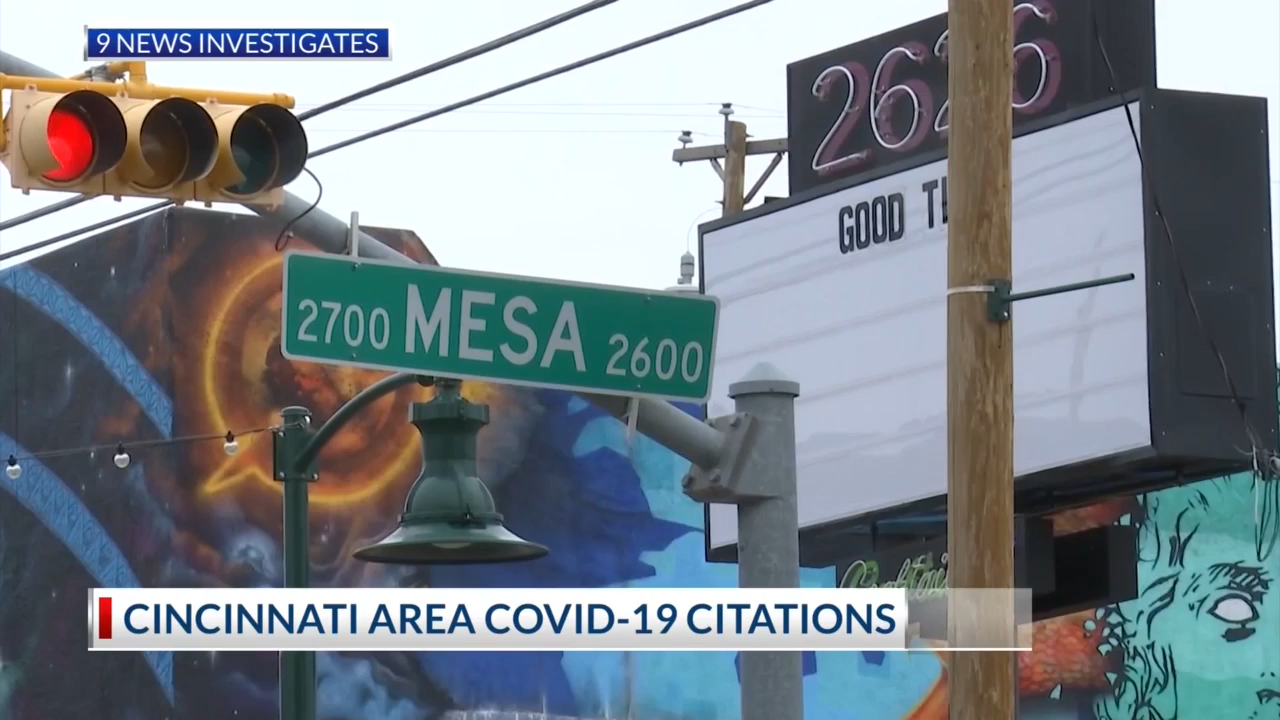 9 NEWS INVESTIGATES
2626
GOOD
2700 MESA 2600
CINCINNATI AREA COVID-19 CITATIONS